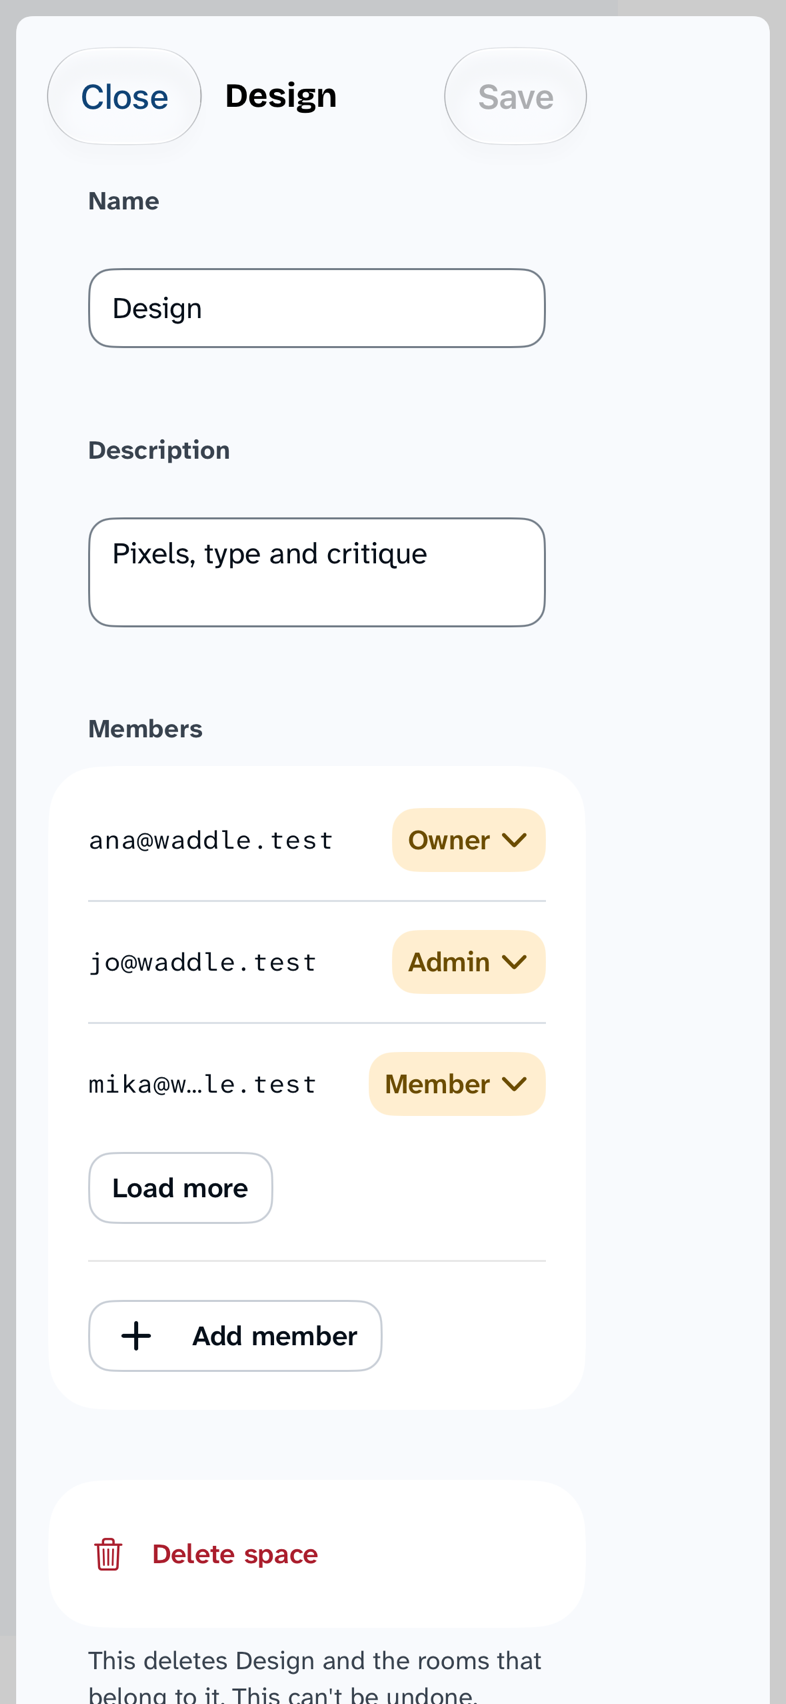 Close Design Save
Name
Design
Description
Pixels, type and critique
Members
ana@waddle.test Owner
jo@waddle.test Admin
mika@w…le.test Member
Load more
Add member
Delete space
This deletes Design and the rooms that
belong to it. This can't be undone.